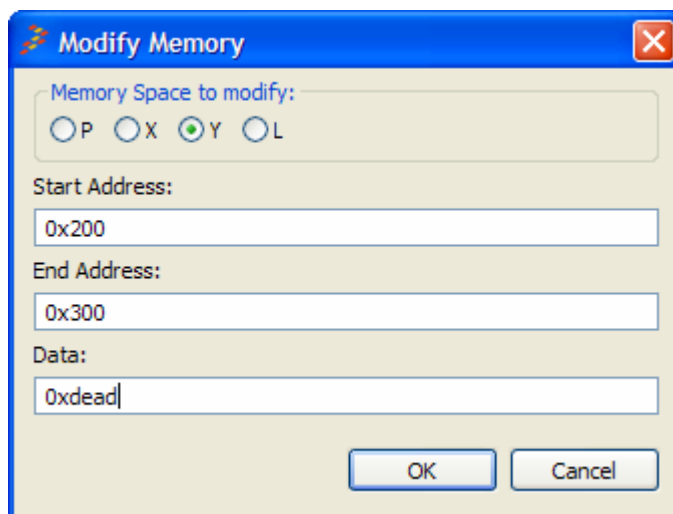 Modify Memory
Memory Space to modify:
P X Y L
Start Address:
0x200
End Address:
0x300
Data:
0xdead
OK Cancel